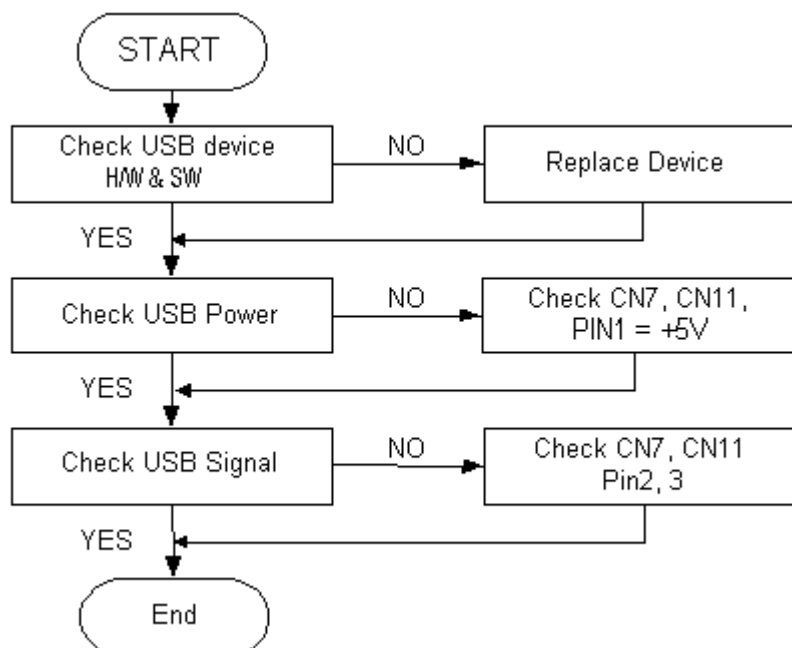 START
Check USB device
H/W & SW
NO
Replace Device
YES
Check USB Power
NO
Check CN7, CN11,
PIN1 = +5V
YES
Check USB Signal
NO
Check CN7, CN11
Pin2, 3
YES
End